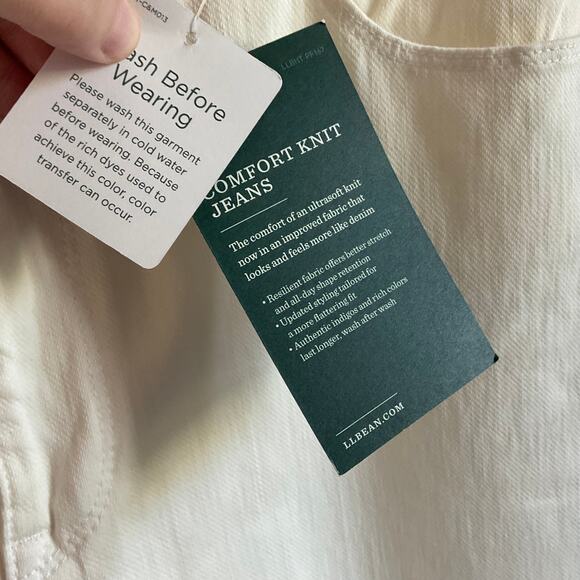 -C&M013
ash Before
Wearing
Please wash this garment
separately in cold water
before wearing. Because
of the rich dyes used to
achieve this color, color
transfer can occur.
LLBHT PF167
COMFORT KNIT
JEANS
The comfort of an ultrasoft knit
now in an improved fabric that
looks and feels more like denim
• Resilient fabric offers better stretch
and all-day shape retention
• Updated styling tailored for
a more flattering fit
• Authentic indigos and rich colors
last longer, wash after wash
LLBEAN.COM